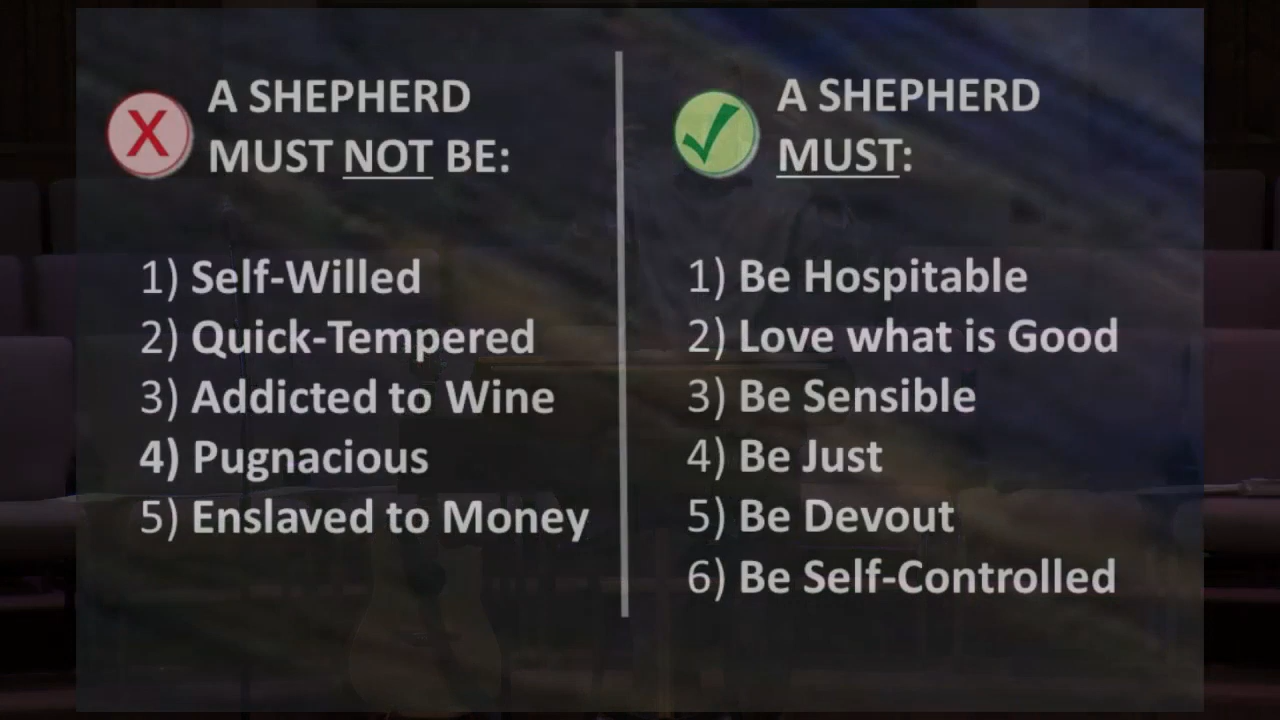 X
A SHEPHERD
MUST NOT BE:
1) Self-Willed
2) Quick-Tempered
3) Addicted to Wine
4) Pugnacious
5) Enslaved to Money
A SHEPHERD
MUST:
1) Be Hospitable
2) Love what is Good
3) Be Sensible
4) Be Just
5) Be Devout
6) Be Self-Controlled